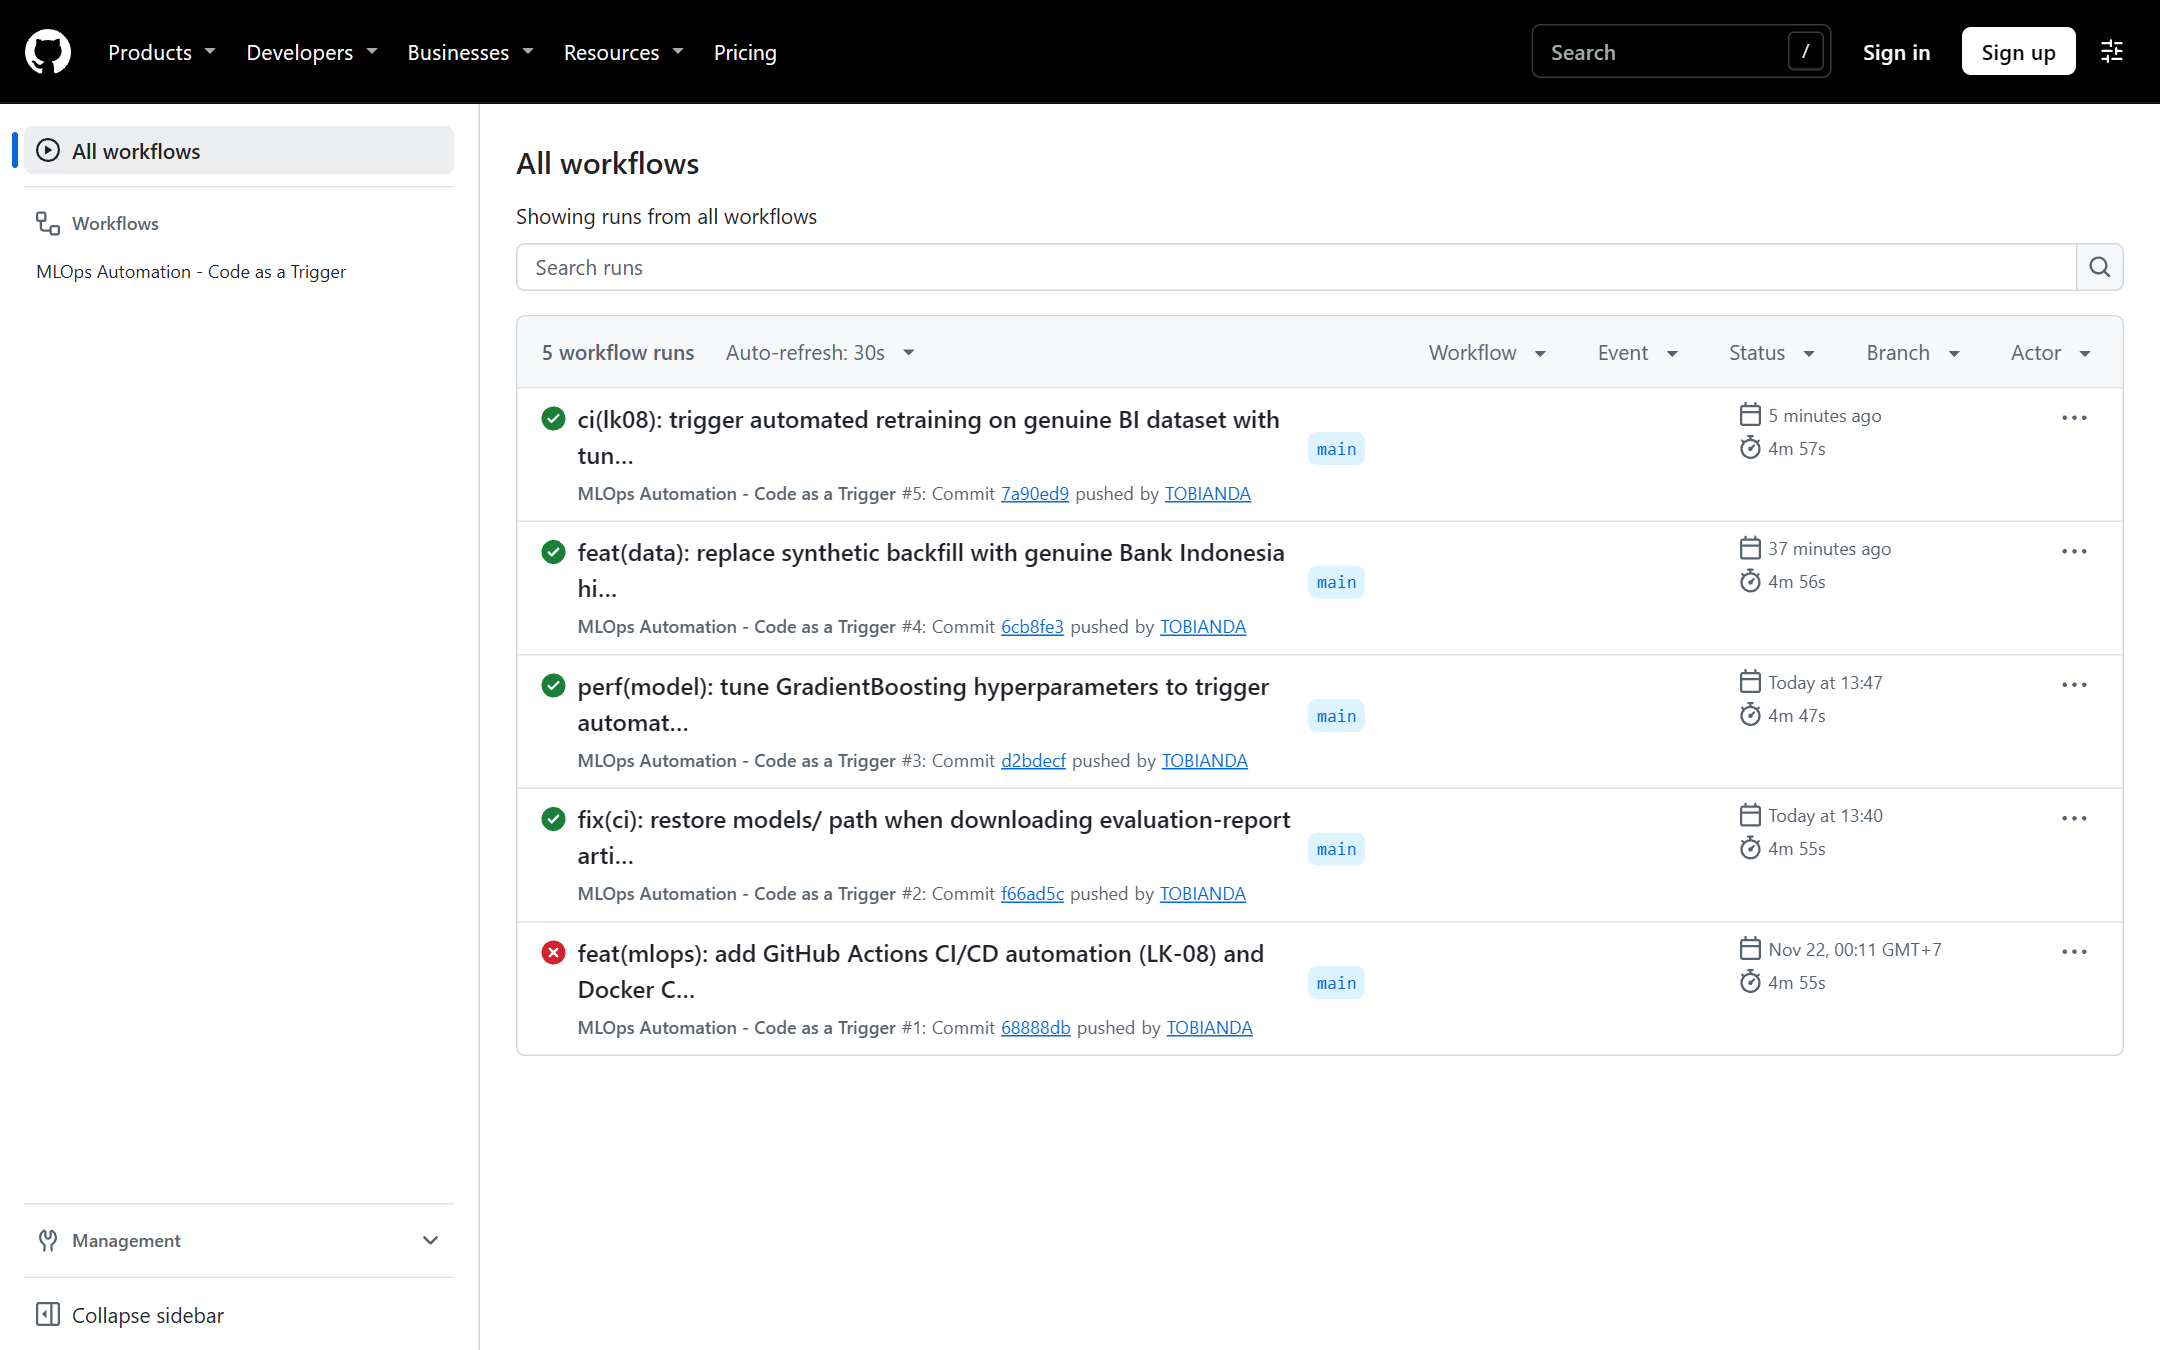 Products Developers Businesses Resources Pricing Search / Sign in Sign up
All workflows
Workflows
MLOps Automation - Code as a Trigger
Management
Collapse sidebar
All workflows
Showing runs from all workflows
Search runs
5 workflow runs Auto-refresh: 30s Workflow Event Status Branch Actor
ci(lk08): trigger automated retraining on genuine BI dataset with
tun...
MLOps Automation - Code as a Trigger #5: Commit 7a90ed9 pushed by TOBIANDA
main
5 minutes ago
4m 57s
feat(data): replace synthetic backfill with genuine Bank Indonesia
hi...
MLOps Automation - Code as a Trigger #4: Commit 6cb8fe3 pushed by TOBIANDA
main
37 minutes ago
4m 56s
perf(model): tune GradientBoosting hyperparameters to trigger
automat...
MLOps Automation - Code as a Trigger #3: Commit d2bdecf pushed by TOBIANDA
main
Today at 13:47
4m 47s
fix(ci): restore models/ path when downloading evaluation-report
arti...
MLOps Automation - Code as a Trigger #2: Commit f66ad5c pushed by TOBIANDA
main
Today at 13:40
4m 55s
feat(mlops): add GitHub Actions CI/CD automation (LK-08) and
Docker C...
MLOps Automation - Code as a Trigger #1: Commit 68888db pushed by TOBIANDA
main
Nov 22, 00:11 GMT+7
4m 55s